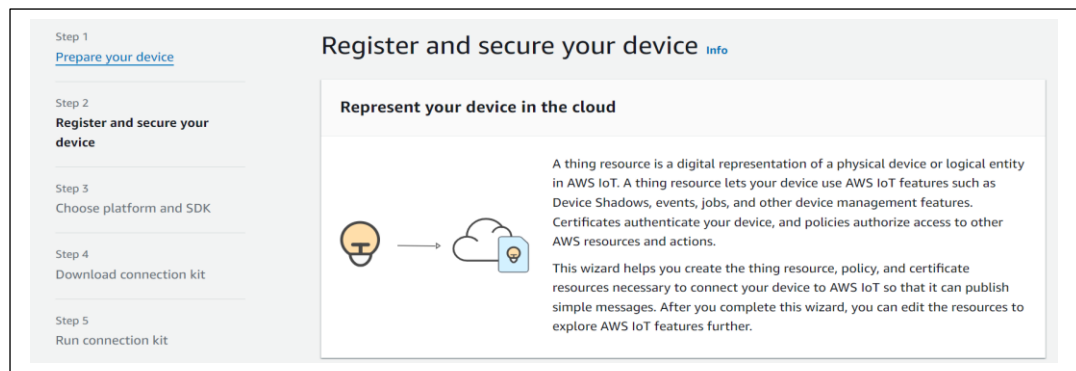 Step 1
Prepare your device
Step 2
Register and secure your
device
Step 3
Choose platform and SDK
Step 4
Download connection kit
Step 5
Run connection kit
Register and secure your device Info
Represent your device in the cloud
A thing resource is a digital representation of a physical device or logical entity
in AWS IoT. A thing resource lets your device use AWS IoT features such as
Device Shadows, events, jobs, and other device management features.
Certificates authenticate your device, and policies authorize access to other
AWS resources and actions.
This wizard helps you create the thing resource, policy, and certificate
resources necessary to connect your device to AWS IoT so that it can publish
simple messages. After you complete this wizard, you can edit the resources to
explore AWS IoT features further.